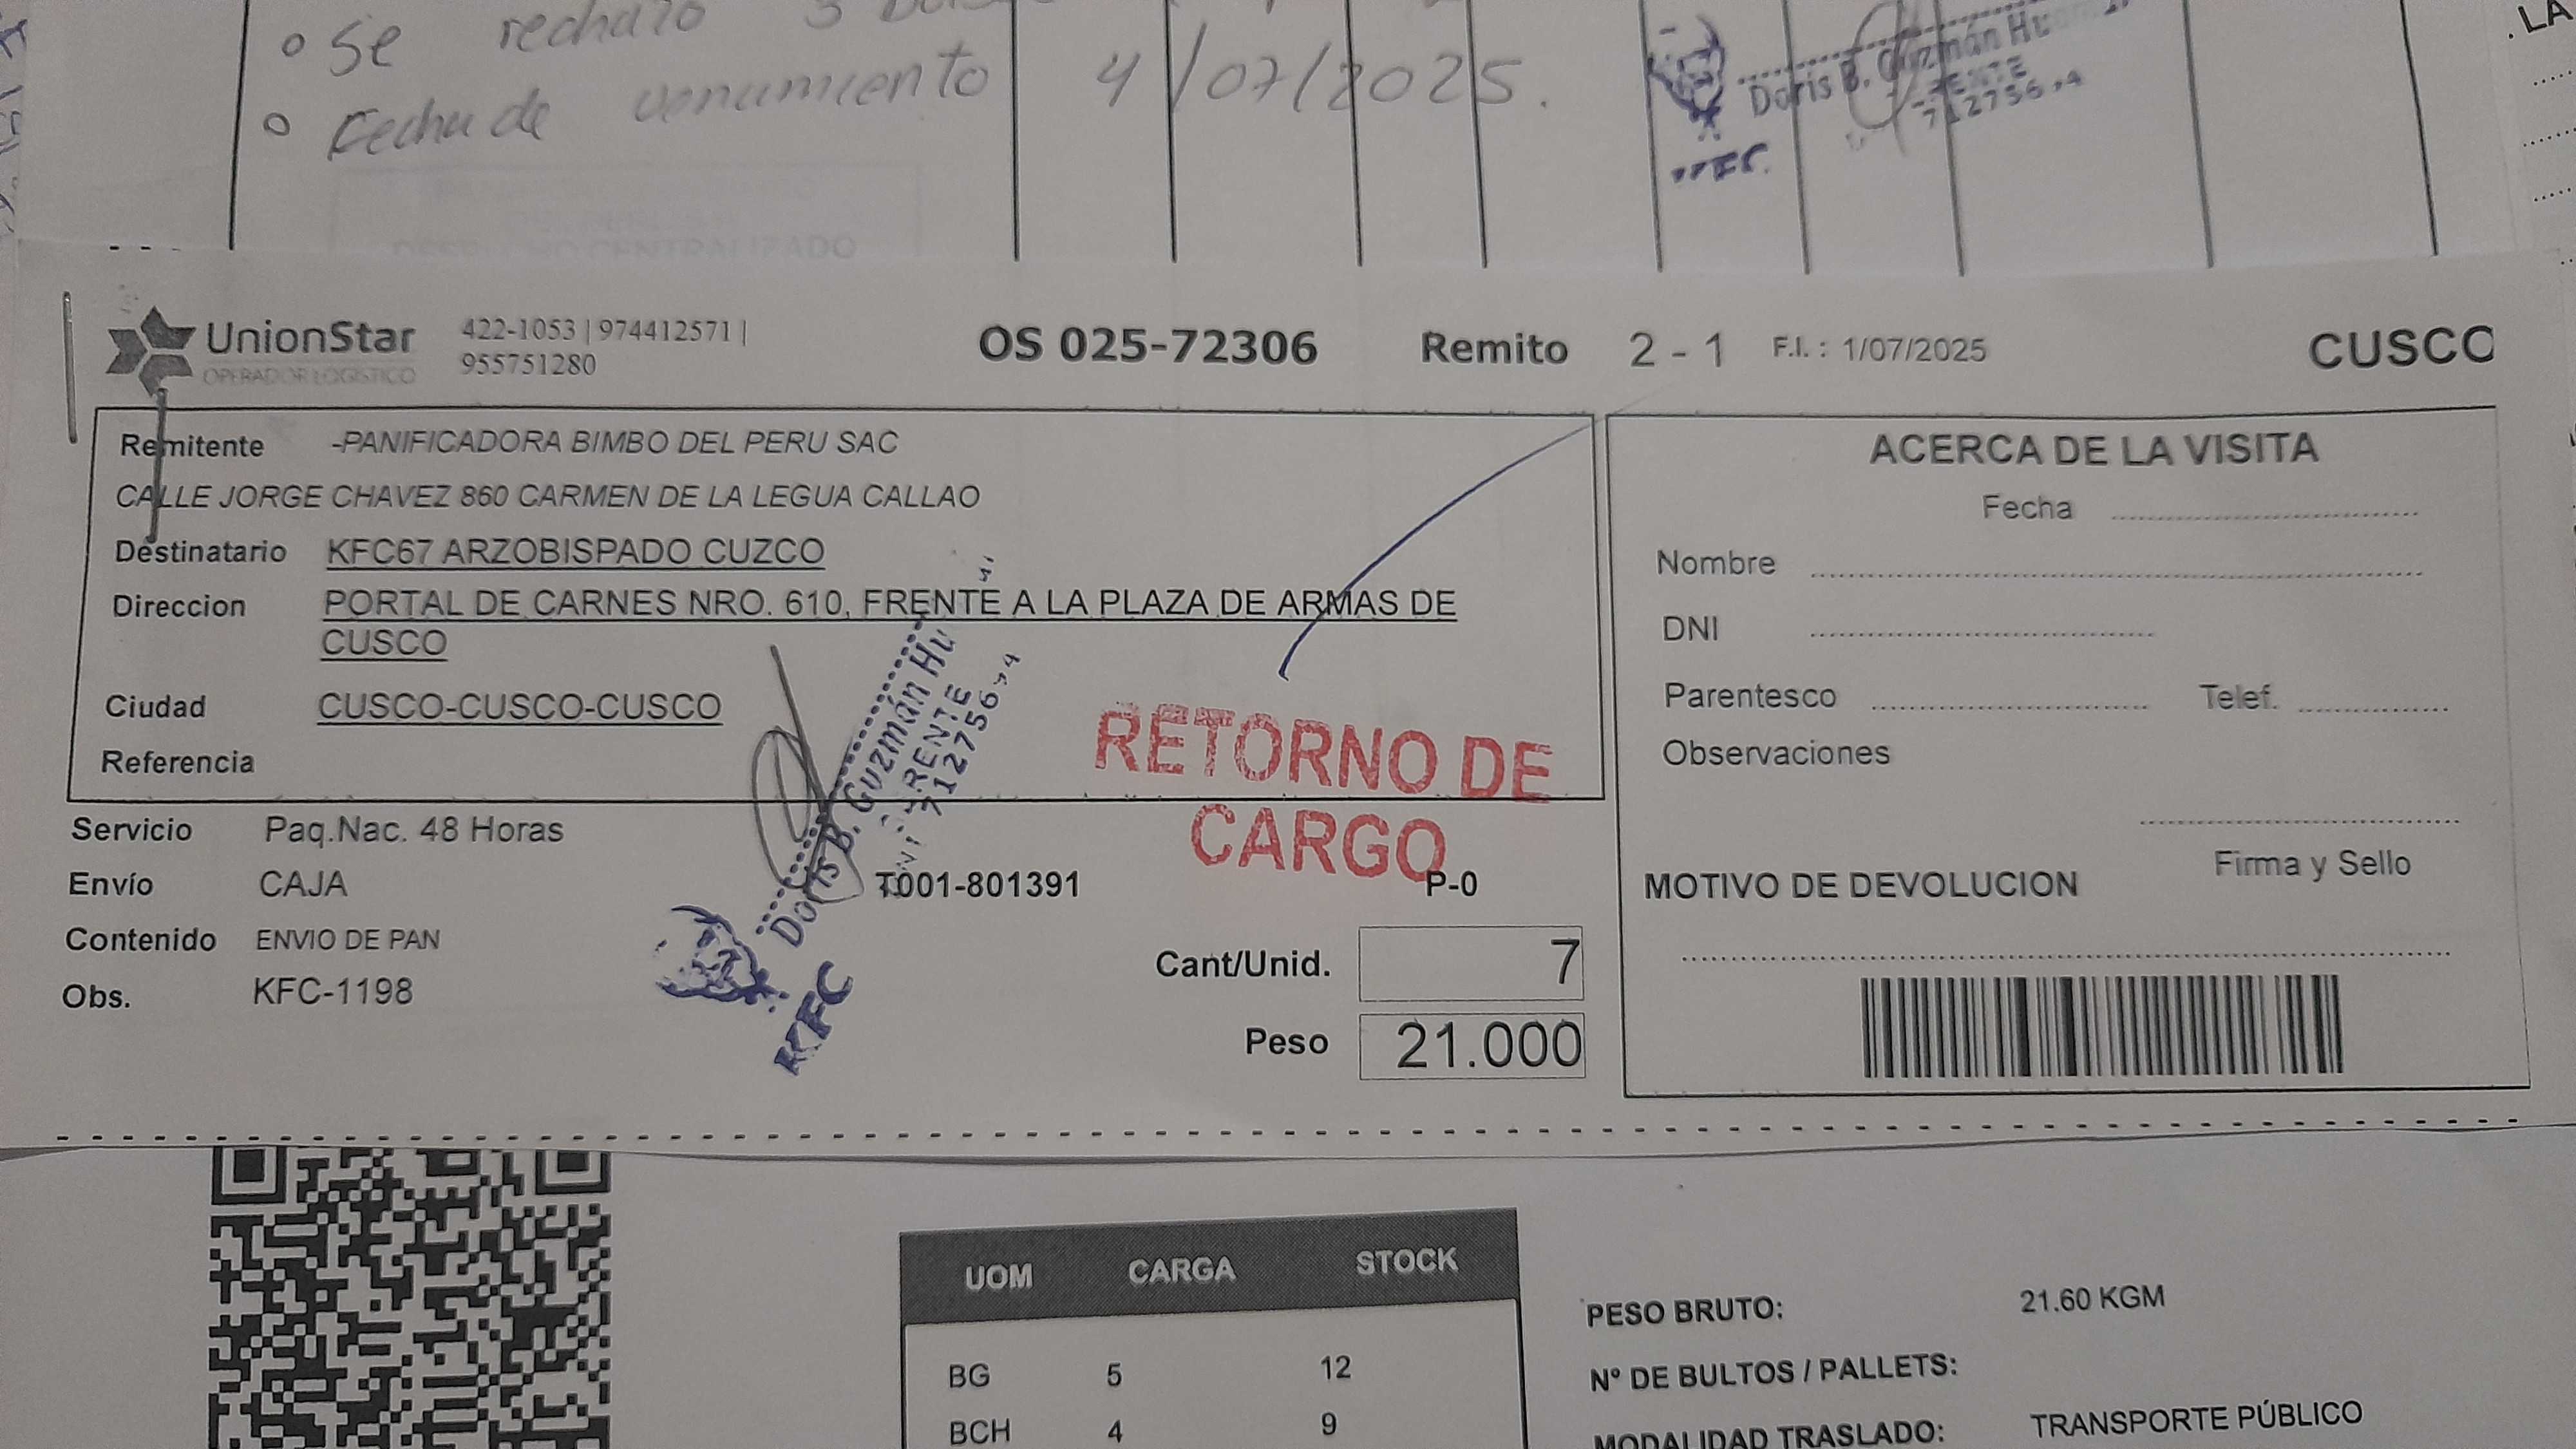 o Se rechazo 3
o Fecha de vencimiento 4/07/2025.
Doris B. Guzmán Hu
KFC.
. LA
UnionStar
OPERADOR LOGISTICO
422-1053 | 974412571 |
955751280
OS 025-72306
Remito 2 - 1
F.I. : 1/07/2025
CUSCO
Remitente -PANIFICADORA BIMBO DEL PERU SAC
CALLE JORGE CHAVEZ 860 CARMEN DE LA LEGUA CALLAO
Destinatario KFC67 ARZOBISPADO CUZCO
Direccion PORTAL DE CARNES NRO. 610, FRENTE A LA PLAZA DE ARMAS DE
CUSCO
Ciudad CUSCO-CUSCO-CUSCO
Referencia
Servicio Paq.Nac. 48 Horas
Envío CAJA
T001-801391
P-0
Contenido ENVIO DE PAN
Obs. KFC-1198
Doris B. Guzmán Hu
KFC
RETORNO DE
CARGO
Cant/Unid. 7
Peso 21.000
ACERCA DE LA VISITA
Fecha
Nombre
DNI
Parentesco Telef.
Observaciones
Firma y Sello
MOTIVO DE DEVOLUCION
UOM CARGA STOCK
BG 5 12
BCH 4 9
PESO BRUTO: 21.60 KGM
Nº DE BULTOS / PALLETS:
MODALIDAD TRASLADO: TRANSPORTE PÚBLICO